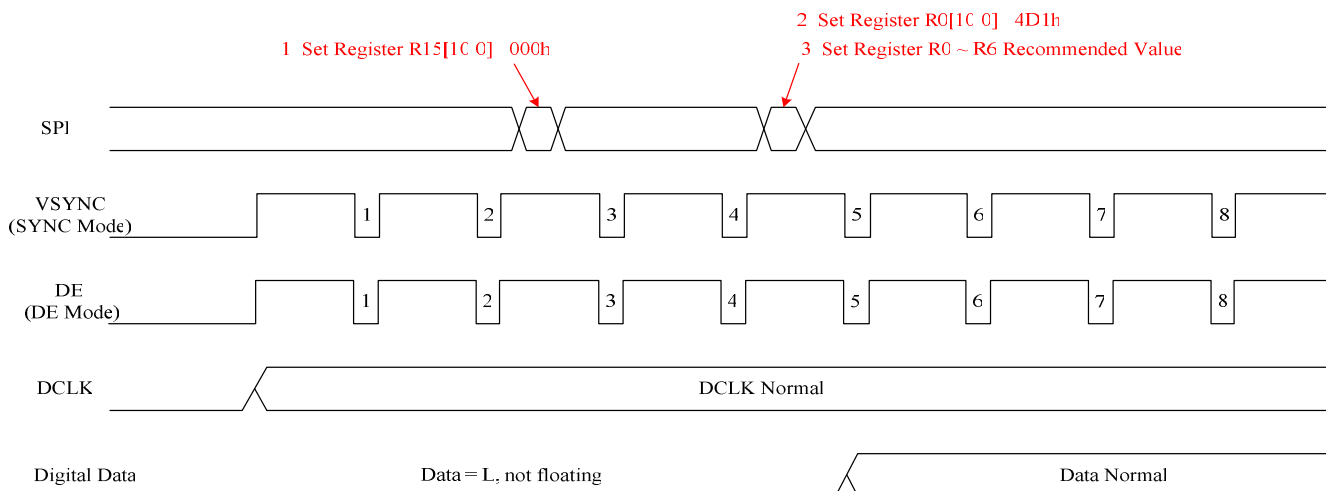 2 Set Register R0[10 0] 4D1h
1 Set Register R15[10 0] 000h
3 Set Register R0 ~ R6 Recommended Value
SPI
VSYNC
(SYNC Mode)
1 2 3 4 5 6 7 8
DE
(DE Mode)
1 2 3 4 5 6 7 8
DCLK
DCLK Normal
Digital Data
Data = L, not floating
Data Normal